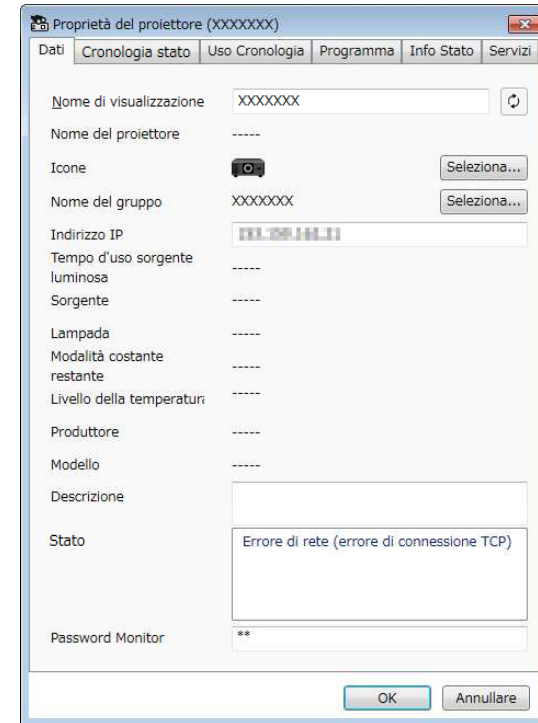 Proprietà del proiettore (XXXXXXX)
Dati Cronologia stato Uso Cronologia Programma Info Stato Servizi
Nome di visualizzazione XXXXXXX
Nome del proiettore -----
Icone Seleziona...
Nome del gruppo XXXXXXX Seleziona...
Indirizzo IP
Tempo d'uso sorgente
luminosa -----
Sorgente -----
Lampada -----
Modalità costante
restante -----
Livello della temperatura -----
Produttore -----
Modello -----
Descrizione
Stato Errore di rete (errore di connessione TCP)
Password Monitor **
OK Annullare